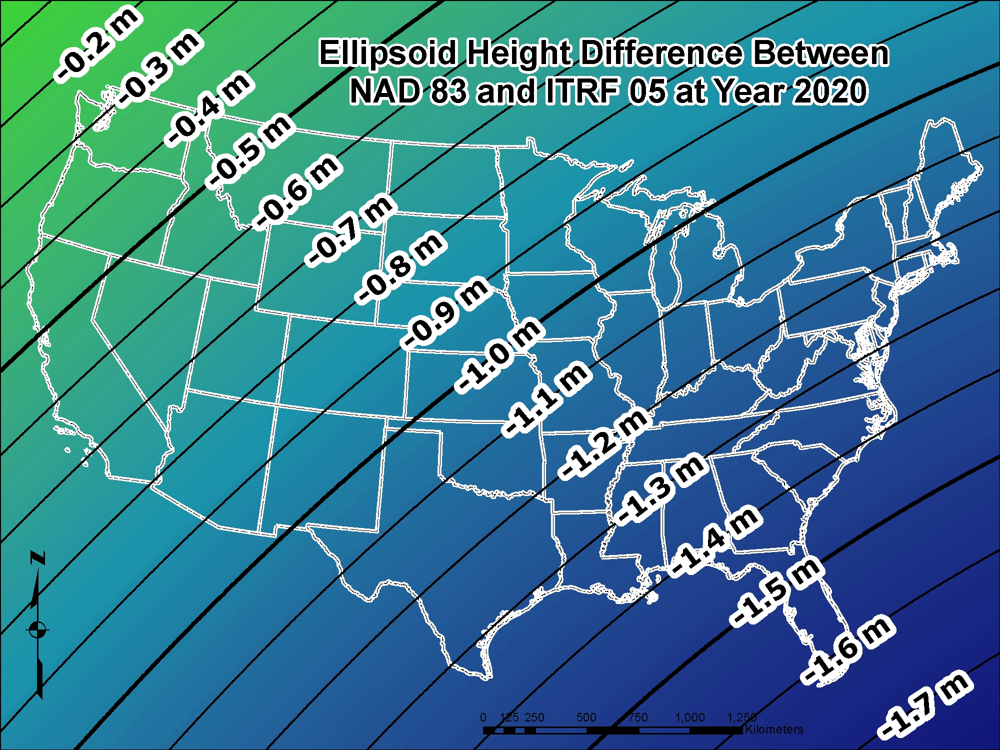 Ellipsoid Height Difference Between
NAD 83 and ITRF 05 at Year 2020
-0.2 m
-0.3 m
-0.4 m
-0.5 m
-0.6 m
-0.7 m
-0.8 m
-0.9 m
-1.0 m
-1.1 m
-1.2 m
-1.3 m
-1.4 m
-1.5 m
-1.6 m
-1.7 m
N
0 125 250 500 750 1,000 1,250
Kilometers